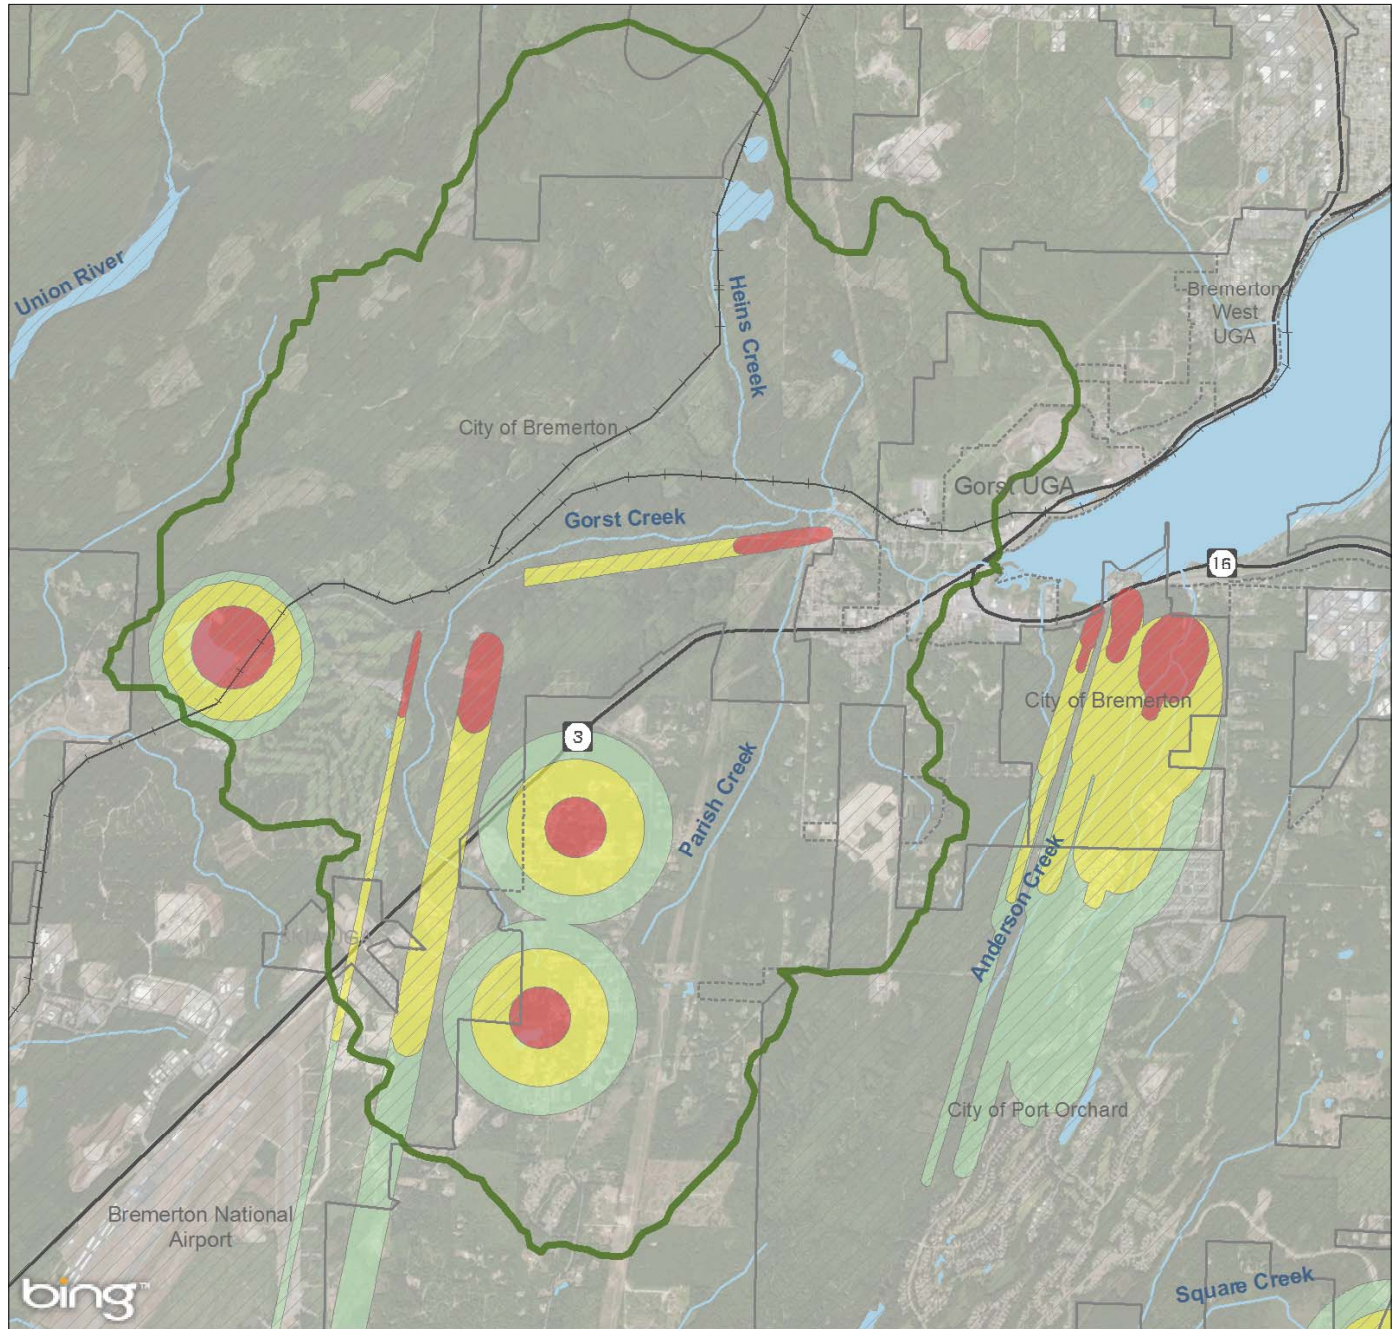 Union River
Heins Creek
Bremerton
West
UGA
City of Bremerton
Gorst UGA
Gorst Creek
16
City of Bremerton
3
Parish Creek
Anderson Creek
City of Port Orchard
Bremerton National
Airport
Square Creek
bing™